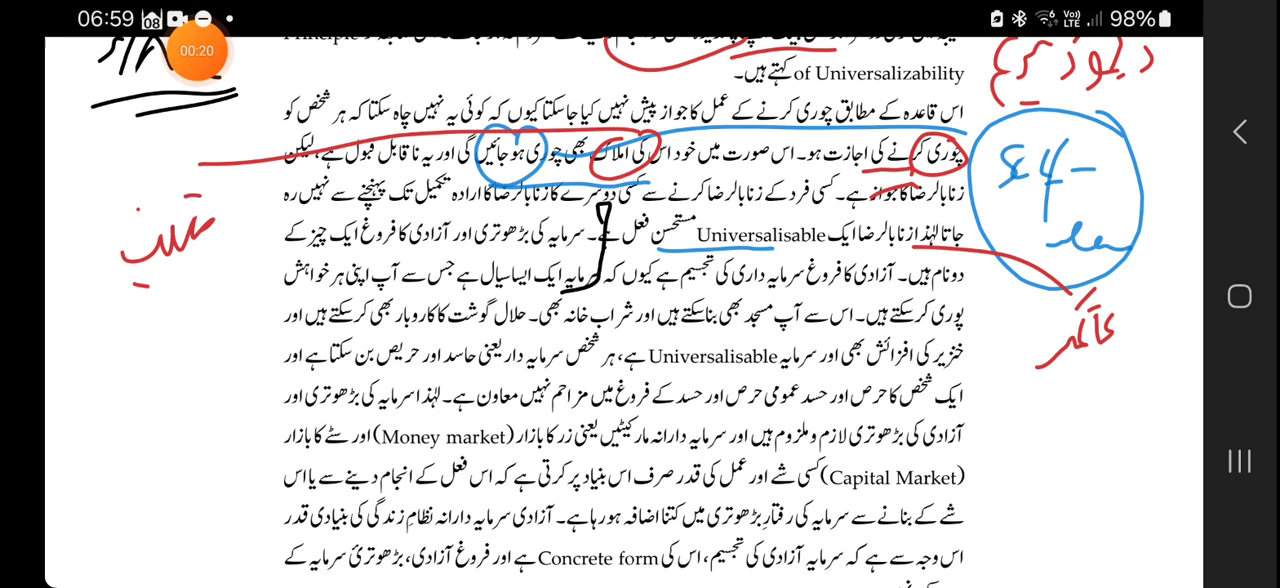 06:59
98%
00:20
of Universalizability کہتے ہیں۔
اس قاعدہ کے مطابق چوری کرنے کے عمل کا جواز پیش نہیں کیا جاسکتا کیوں کہ کوئی یہ نہیں چاہ سکتا کہ ہر شخص کو
چوری کرنے کی اجازت ہو۔ اس صورت میں خود اس کی املاک بھی چوری ہو جائیں گی اور یہ نا قابل قبول ہے، لیکن
زنا بالرضا کا جواز ہے۔ کسی فرد کے زنا بالرضا کرنے سے کسی دوسرے کا زنا بالرضا کا ارادہ تکمیل تک پہنچنے سے نہیں رہ
جاتا لہٰذا زنا بالرضا ایک Universalisable مستحسن فعل ہے۔ سرمایہ کی بڑھوتری اور آزادی کا فروغ ایک چیز کے
دو نام ہیں۔ آزادی کا فروغ سرمایہ داری کی تجسیم ہے کیوں کہ سرمایہ ایک ایسا سیال ہے جس سے آپ اپنی ہر خواہش
پوری کر سکتے ہیں۔ اس سے آپ مسجد بھی بنا سکتے ہیں اور شراب خانہ بھی۔ حلال گوشت کا کاروبار بھی کر سکتے ہیں اور
خنزیر کی افزائش بھی اور سرمایہ Universalisable ہے، ہر شخص سرمایہ دار یعنی حاسد اور حریص بن سکتا ہے اور
ایک شخص کا حرص اور حسد عمومی حرص اور حسد کے فروغ میں مزاحم نہیں معاون ہے۔ لہٰذا سرمایہ کی بڑھوتری اور
آزادی کی بڑھوتری لازم و ملزوم ہیں اور سرمایہ دارانہ مارکیٹیں یعنی زر کا بازار (Money market) اور سٹے کا بازار
(Capital Market) کسی شے اور عمل کی قدر صرف اس بنیاد پر کرتی ہے کہ اس فعل کے انجام دینے سے یا اس
شے کے بنانے سے سرمایہ کی رفتار بڑھوتری میں کتنا اضافہ ہو رہا ہے۔ آزادی سرمایہ دارانہ نظام زندگی کی بنیادی قدر
اس وجہ سے ہے کہ سرمایہ آزادی کی تجسیم، اس کی Concrete form ہے اور فروغ آزادی، بڑھوتریٔ سرمایہ کے